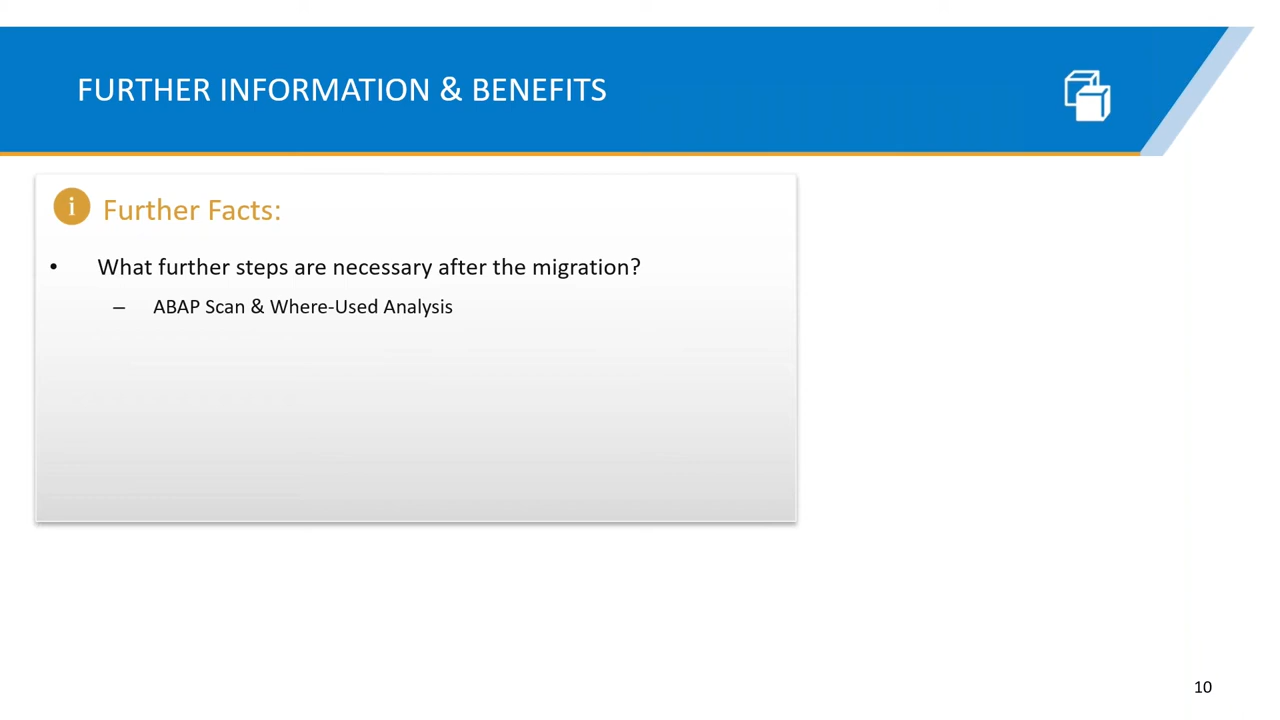 FURTHER INFORMATION & BENEFITS
i Further Facts:
• What further steps are necessary after the migration?
– ABAP Scan & Where-Used Analysis
10